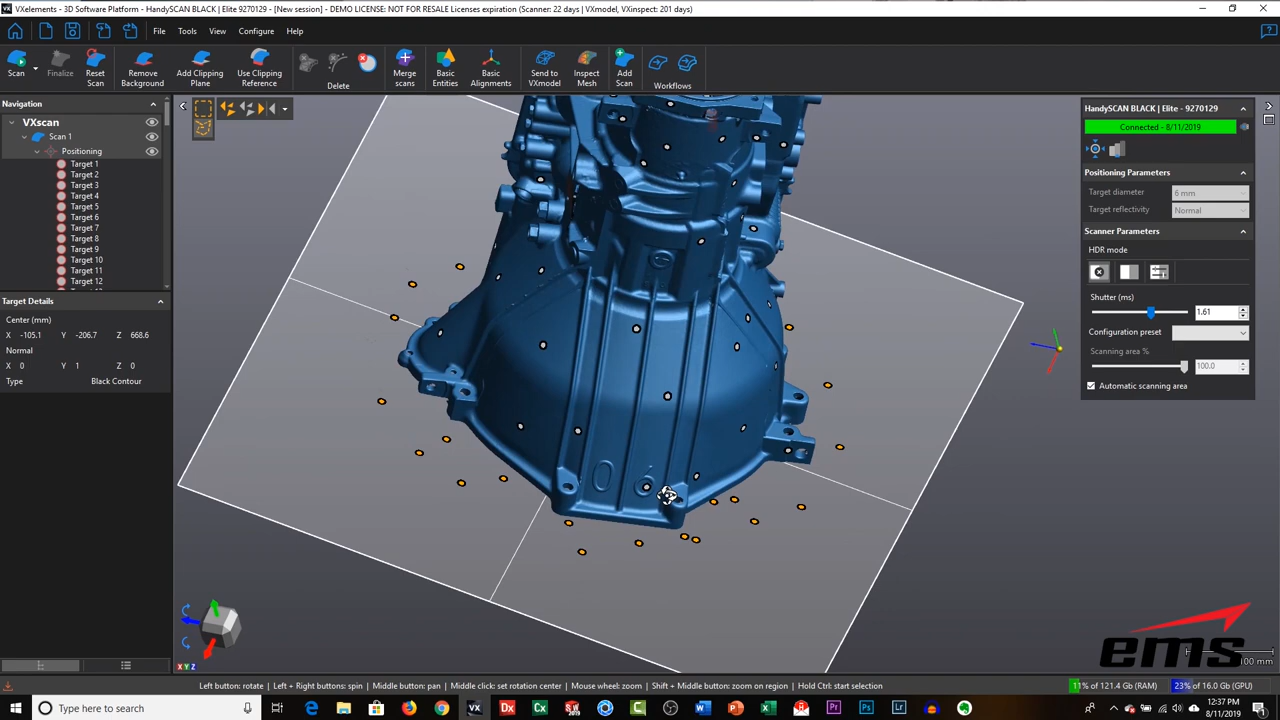 VXelements - 3D Software Platform - HandySCAN BLACK | Elite 9270129 - [New session] - DEMO LICENSE: NOT FOR RESALE Licenses expiration (Scanner: 22 days | VXmodel, VXinspect: 201 days)
File Tools View Configure Help
Scan Finalize Reset Scan Remove Background Add Clipping Plane Use Clipping Reference Delete Merge scans Basic Entities Basic Alignments Send to VXmodel Inspect Mesh Add Scan Workflows
Navigation
VXscan
Scan 1
Positioning
Target 1
Target 2
Target 3
Target 4
Target 5
Target 6
Target 7
Target 8
Target 9
Target 10
Target 11
Target 12
Target Details
Center (mm)
X -105.1 Y -206.7 Z 668.6
Normal
X 0 Y 1 Z 0
Type Black Contour
HandySCAN BLACK | Elite - 9270129
Connected - 8/11/2019
Positioning Parameters
Target diameter 6 mm
Target reflectivity Normal
Scanner Parameters
HDR mode
Shutter (ms)
1.61
Configuration preset
Scanning area %
100.0
Automatic scanning area
XYZ
ems
100 mm
Left button: rotate Left + Right buttons: spin Middle button: pan Middle click: set rotation center Mouse wheel: zoom Shift + Middle button: zoom on region Hold Ctrl: start selection
11% of 121.4 Gb (RAM) 23% of 16.0 Gb (GPU)
Type here to search
12:37 PM
8/11/2019